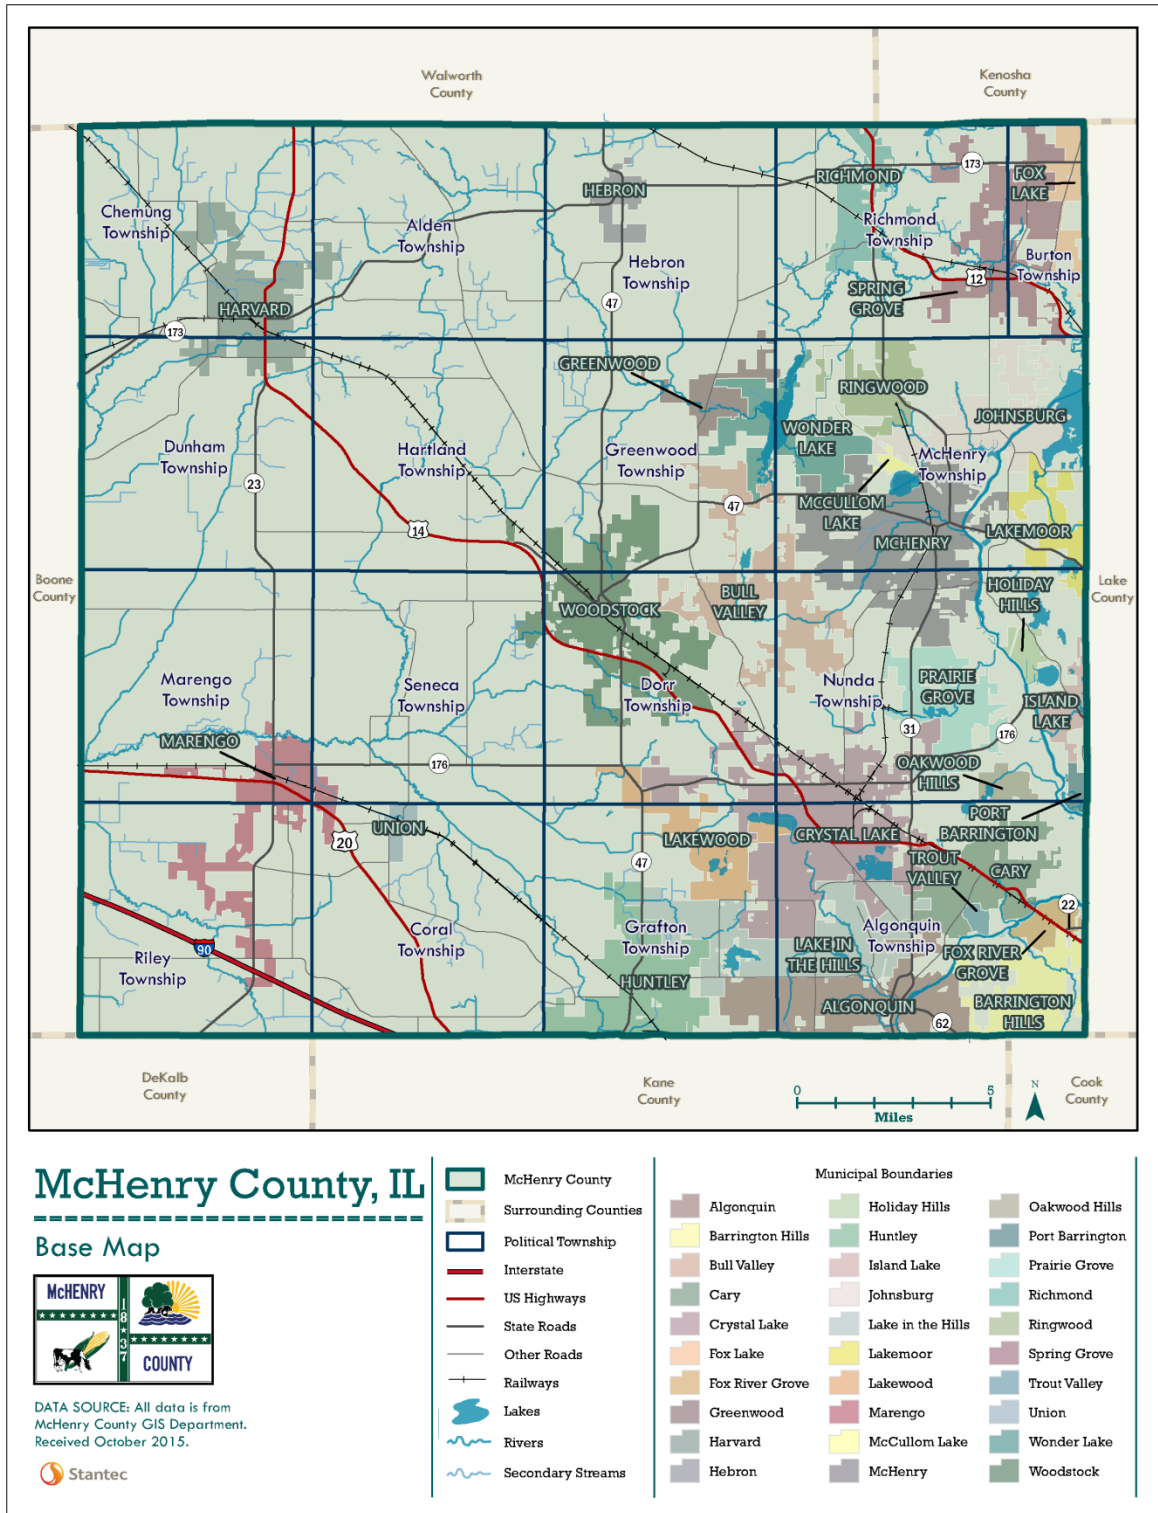 Walworth
County
Kenosha
County
173
RICHMOND
FOX
LAKE
HEBRON
Chemung
Township
Alden
Township
Richmond
Township
Hebron
Township
Burton
Township
12
SPRING
GROVE
47
HARVARD
173
GREENWOOD
RINGWOOD
JOHNSBURG
WONDER
LAKE
Dunham
Township
Hartland
Township
Greenwood
Township
McHenry
Township
23
47
MCCULLOM
LAKE
14
LAKEMOOR
MCHENRY
Boone
County
Lake
County
HOLIDAY
HILLS
BULL
VALLEY
WOODSTOCK
Marengo
Township
Seneca
Township
Dorr
Township
Nunda
Township
PRAIRIE
GROVE
ISLAND
LAKE
31
176
MARENGO
176
OAKWOOD
HILLS
PORT
BARRINGTON
UNION
20
LAKEWOOD
CRYSTAL LAKE
47
TROUT
VALLEY
CARY
22
90
Riley
Township
Coral
Township
Grafton
Township
Algonquin
Township
LAKE IN
THE HILLS
FOX RIVER
GROVE
HUNTLEY
ALGONQUIN
BARRINGTON
HILLS
62
DeKalb
County
Kane
County
Cook
County
0 5
Miles
N
McHenry County, IL
Base Map
McHENRY
1837
COUNTY
DATA SOURCE: All data is from
McHenry County GIS Department.
Received October 2015.
Stantec
McHenry County
Surrounding Counties
Political Township
Interstate
US Highways
State Roads
Other Roads
Railways
Lakes
Rivers
Secondary Streams
Municipal Boundaries
Algonquin
Barrington Hills
Bull Valley
Cary
Crystal Lake
Fox Lake
Fox River Grove
Greenwood
Harvard
Hebron
Holiday Hills
Huntley
Island Lake
Johnsburg
Lake in the Hills
Lakemoor
Lakewood
Marengo
McCullom Lake
McHenry
Oakwood Hills
Port Barrington
Prairie Grove
Richmond
Ringwood
Spring Grove
Trout Valley
Union
Wonder Lake
Woodstock